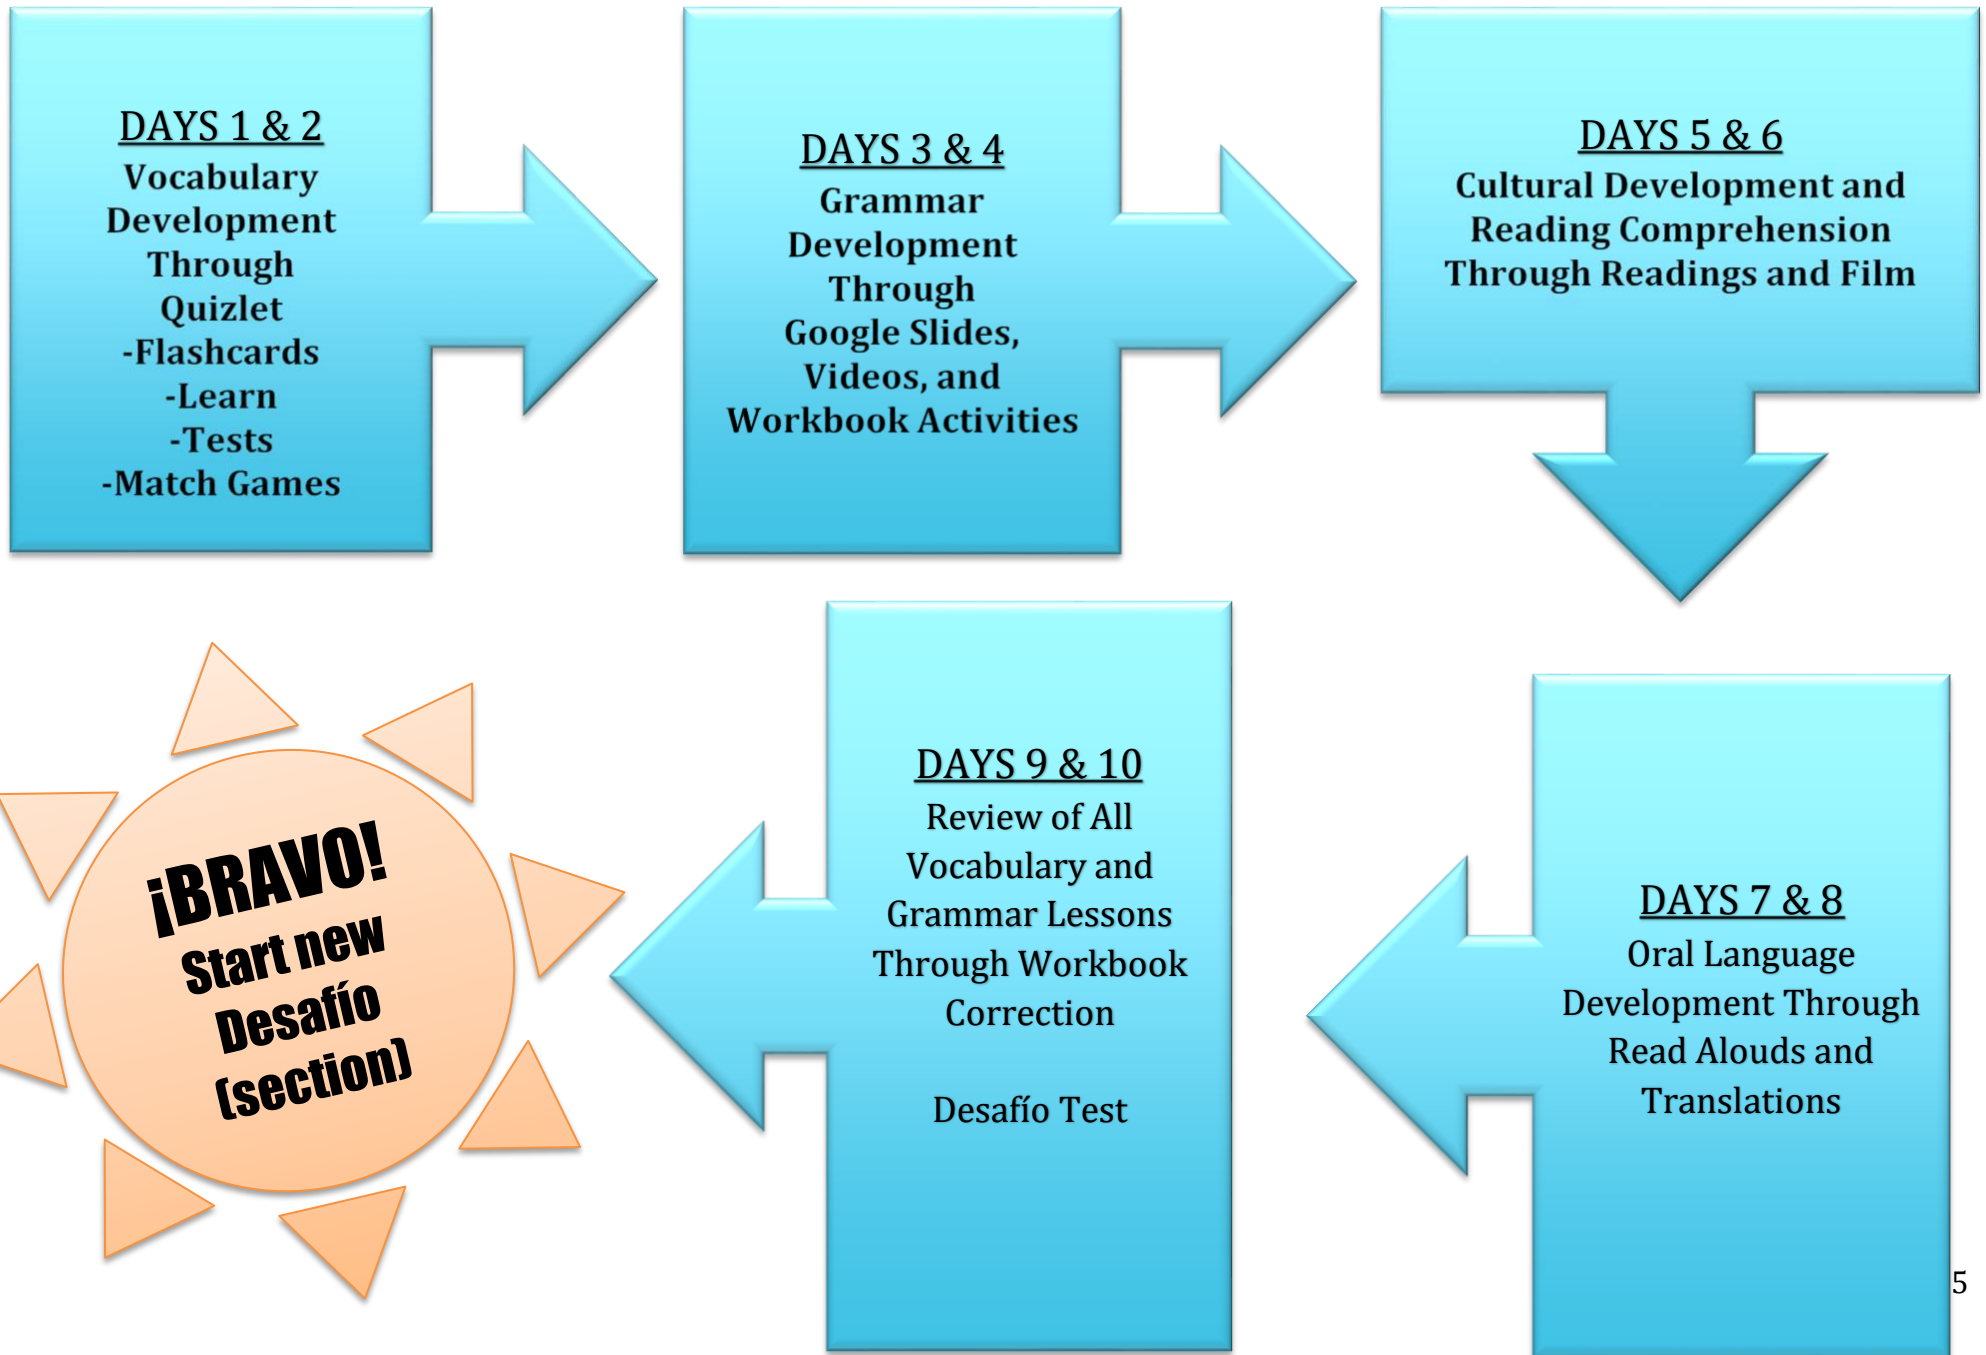 DAYS 1 & 2
Vocabulary
Development
Through
Quizlet
-Flashcards
-Learn
-Tests
-Match Games
DAYS 3 & 4
Grammar
Development
Through
Google Slides,
Videos, and
Workbook Activities
DAYS 5 & 6
Cultural Development and
Reading Comprehension
Through Readings and Film
DAYS 7 & 8
Oral Language
Development Through
Read Alouds and
Translations
DAYS 9 & 10
Review of All
Vocabulary and
Grammar Lessons
Through Workbook
Correction
Desafío Test
¡BRAVO!
Start new
Desafío
(section)
5